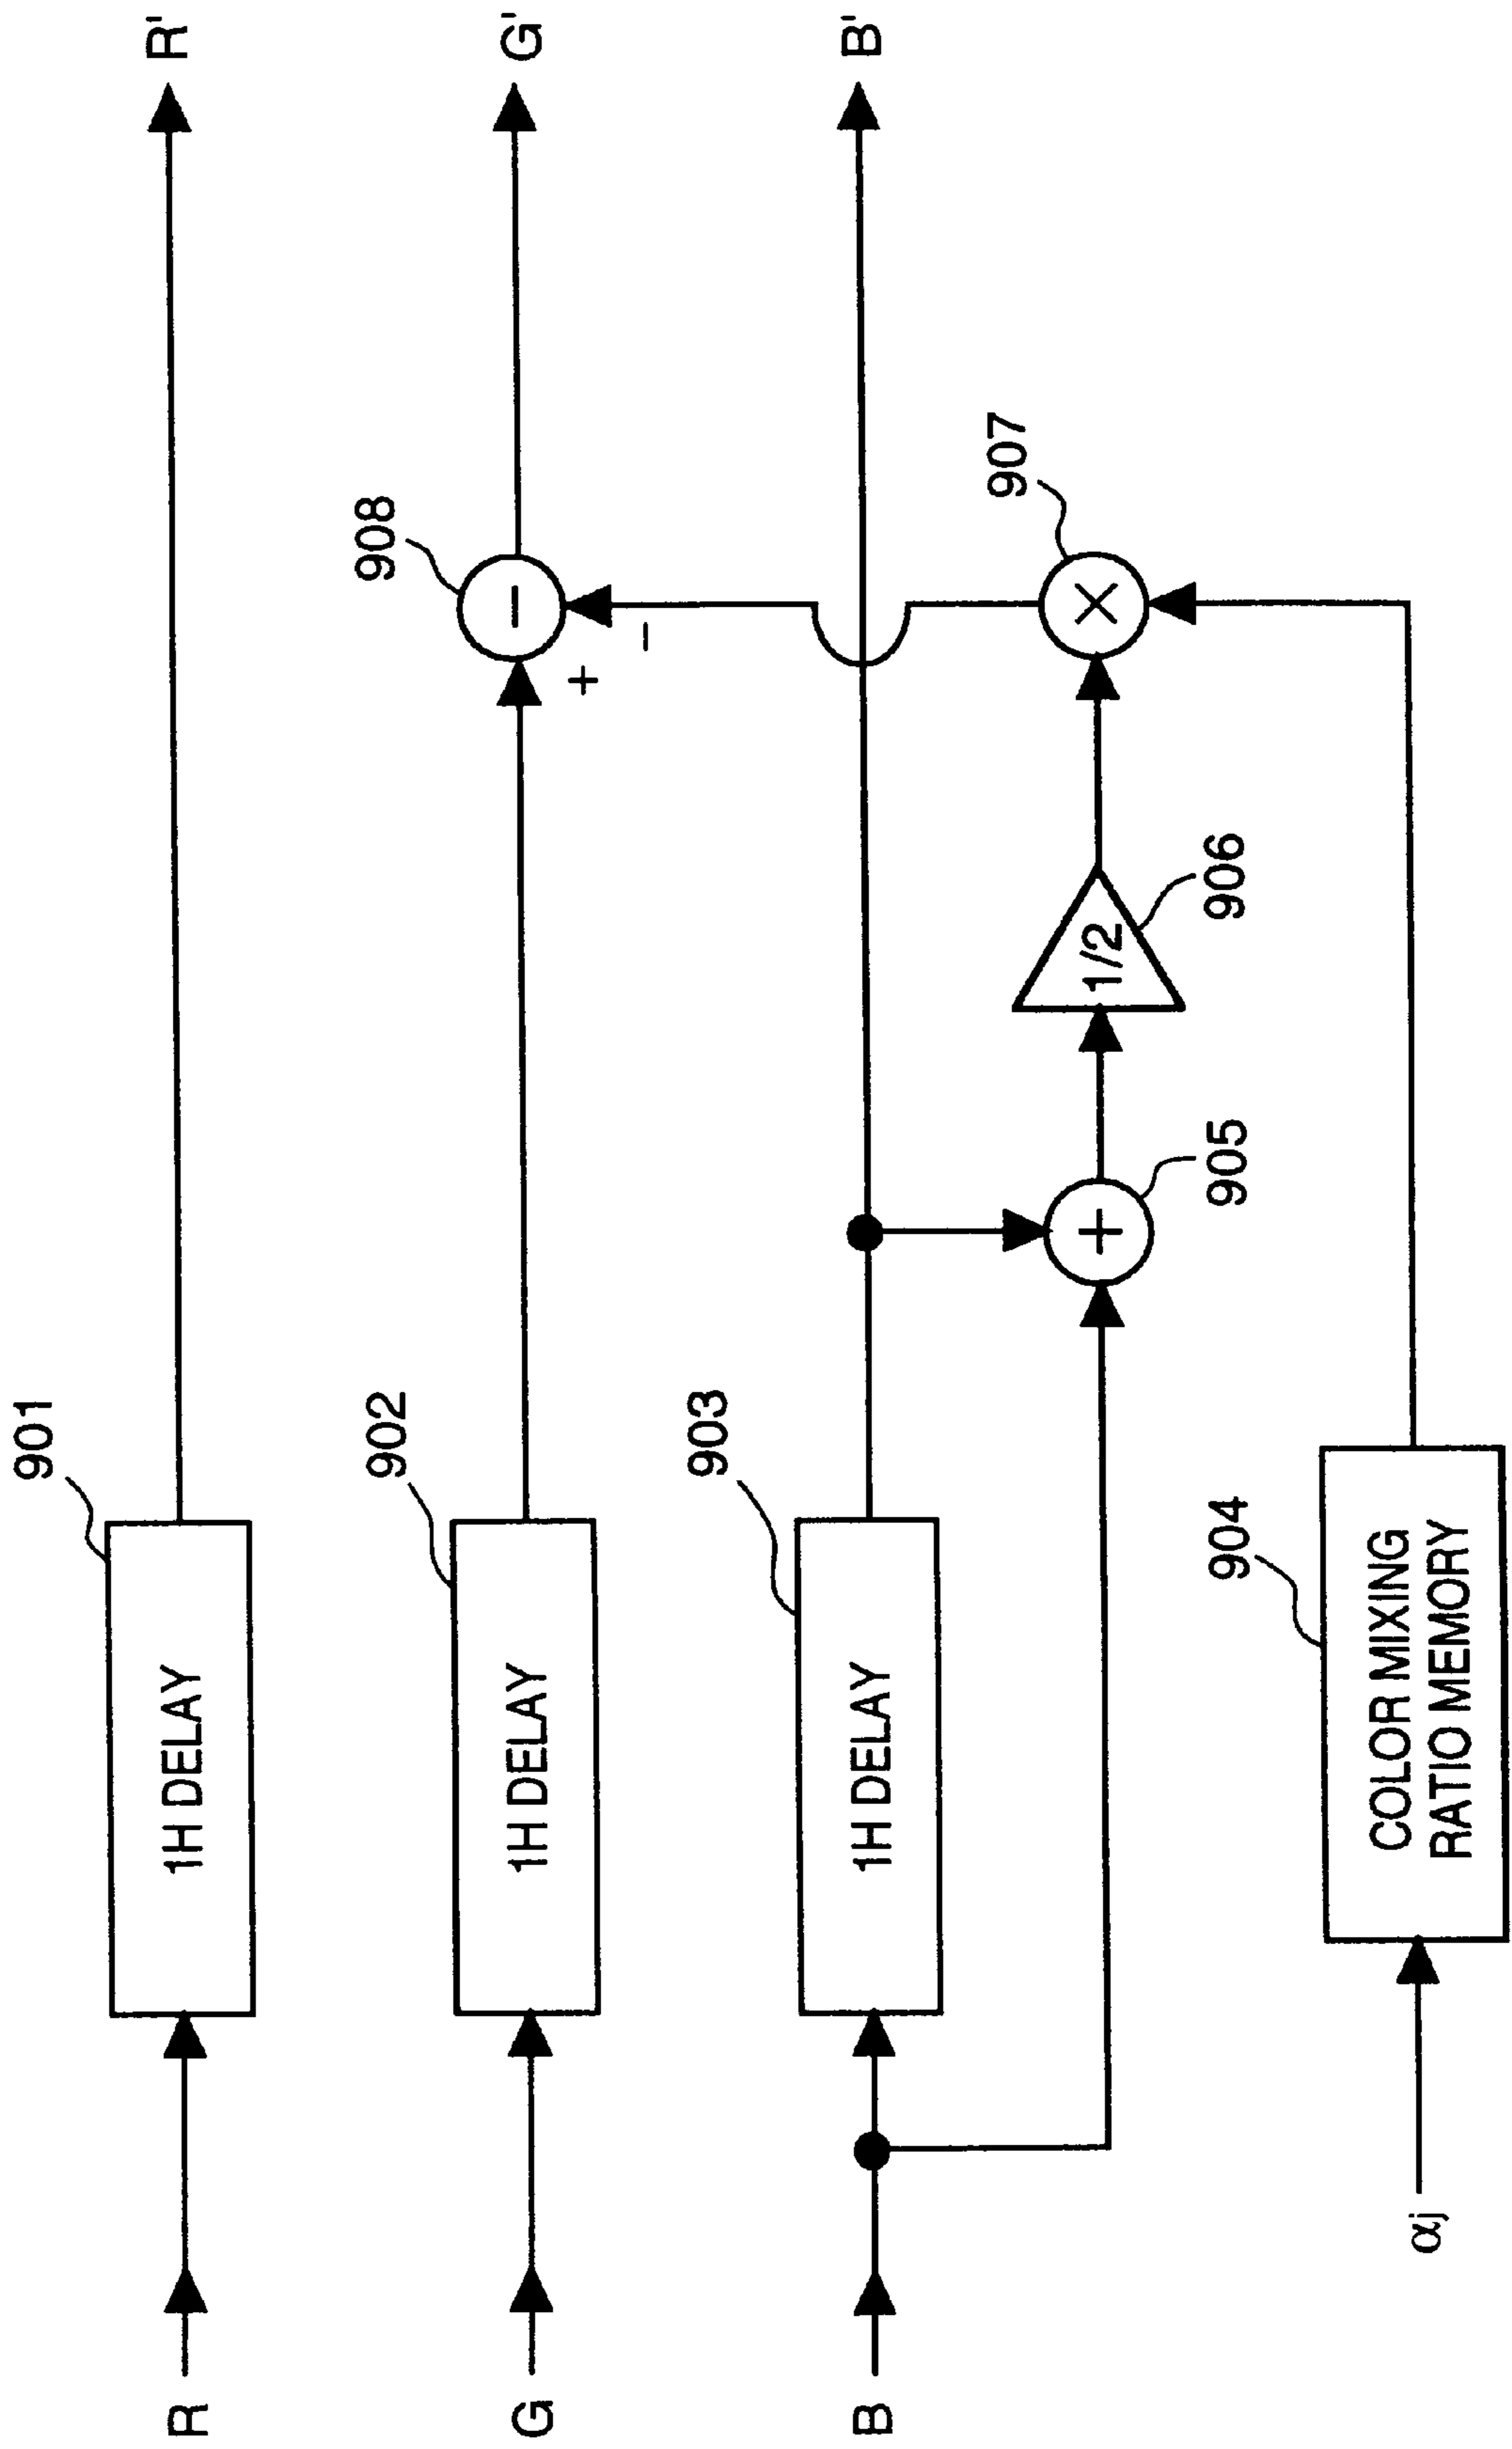 R
901
1H DELAY
R'
G
902
1H DELAY
+
−
908
−
G'
B
903
1H DELAY
B'
+
905
1/2
906
×
907
αj
904
COLOR MIXING
RATIO MEMORY